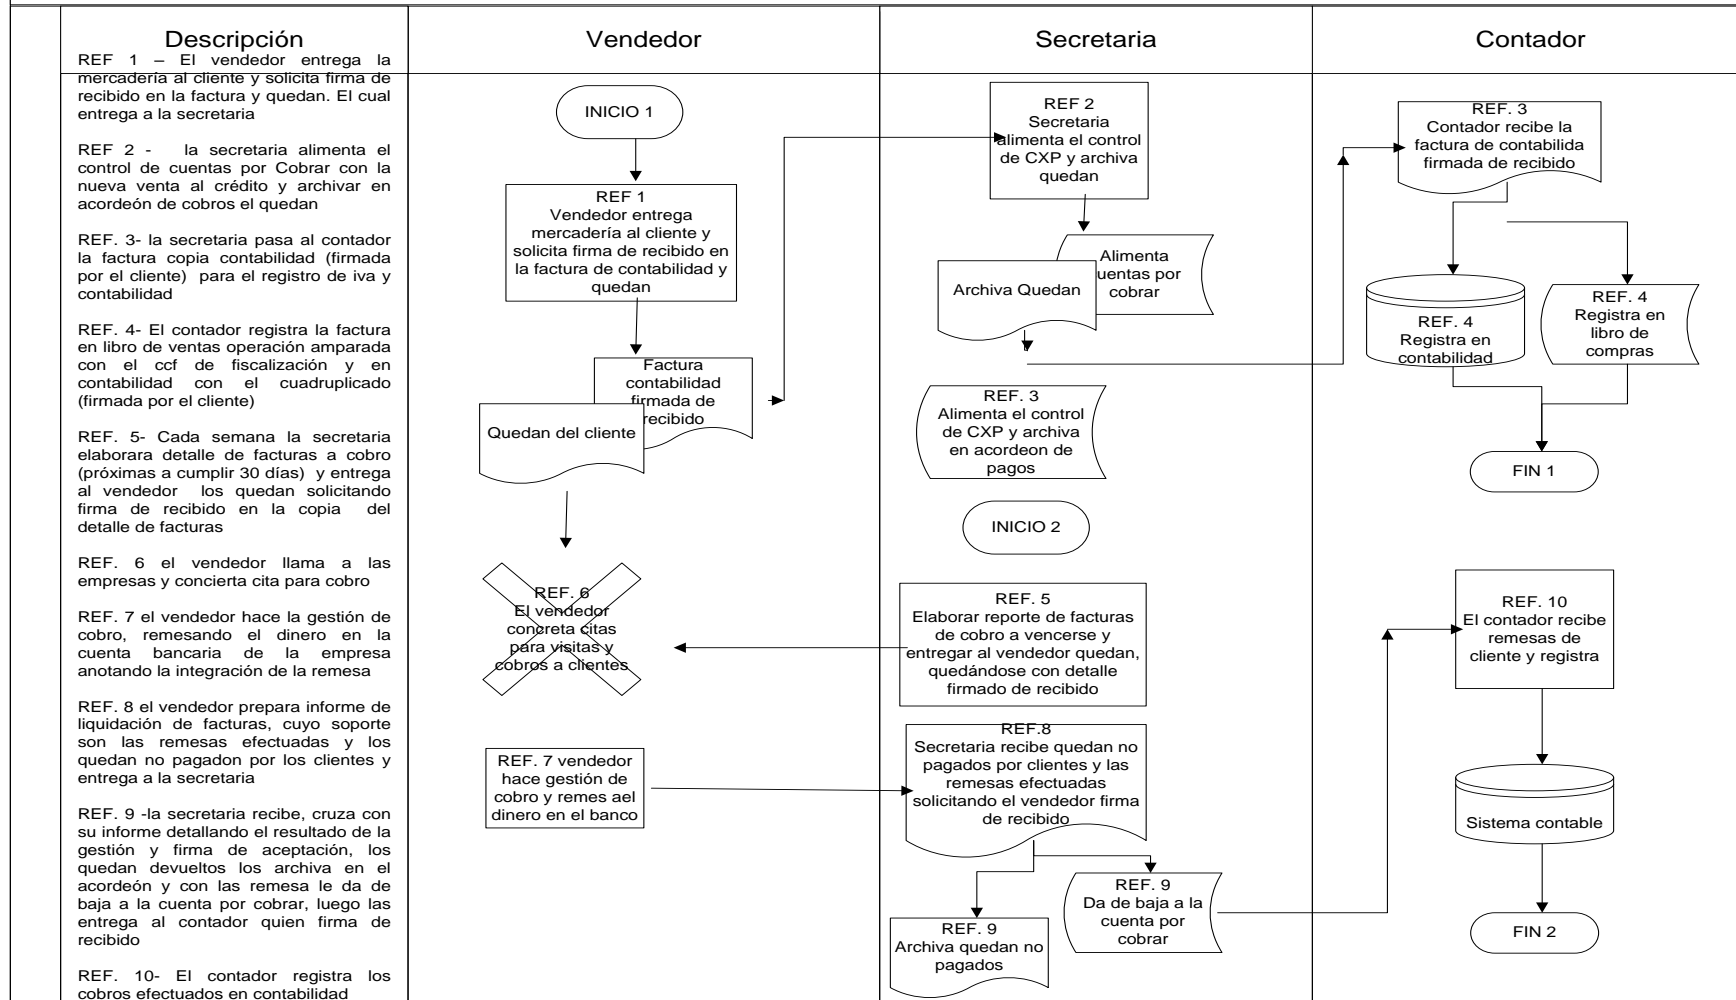 Descripción
REF 1 – El vendedor entrega la
mercadería al cliente y solicita firma de
recibido en la factura y quedan. El cual
entrega a la secretaria
REF 2 - la secretaria alimenta el
control de cuentas por Cobrar con la
nueva venta al crédito y archivar en
acordeón de cobros el quedan
REF. 3- la secretaria pasa al contador
la factura copia contabilidad (firmada
por el cliente) para el registro de iva y
contabilidad
REF. 4- El contador registra la factura
en libro de ventas operación amparada
con el ccf de fiscalización y en
contabilidad con el cuadruplicado
(firmada por el cliente)
REF. 5- Cada semana la secretaria
elaborara detalle de facturas a cobro
(próximas a cumplir 30 días) y entrega
al vendedor los quedan solicitando
firma de recibido en la copia del
detalle de facturas
REF. 6 el vendedor llama a las
empresas y concierta cita para cobro
REF. 7 el vendedor hace la gestión de
cobro, remesando el dinero en la
cuenta bancaria de la empresa
anotando la integración de la remesa
REF. 8 el vendedor prepara informe de
liquidación de facturas, cuyo soporte
son las remesas efectuadas y los
quedan no pagadon por los clientes y
entrega a la secretaria
REF. 9 -la secretaria recibe, cruza con
su informe detallando el resultado de la
gestión y firma de aceptación, los
quedan devueltos los archiva en el
acordeón y con las remesa le da de
baja a la cuenta por cobrar, luego las
entrega al contador quien firma de
recibido
REF. 10- El contador registra los
cobros efectuados en contabilidad
Vendedor
INICIO 1
REF 1
Vendedor entrega
mercadería al cliente y
solicita firma de recibido en
la factura de contabilidad y
quedan
Factura
contabilidad
firmada de
recibido
Quedan del cliente
REF. 6
El vendedor
concreta citas
para visitas y
cobros a clientes
REF. 7 vendedor
hace gestión de
cobro y remes ael
dinero en el banco
Secretaria
REF 2
Secretaria
alimenta el control
de CXP y archiva
quedan
Alimenta
uentas por
cobrar
Archiva Quedan
REF. 3
Alimenta el control
de CXP y archiva
en acordeon de
pagos
INICIO 2
REF. 5
Elaborar reporte de facturas
de cobro a vencerse y
entregar al vendedor quedan,
quedándose con detalle
firmado de recibido
REF.8
Secretaria recibe quedan no
pagados por clientes y las
remesas efectuadas
solicitando el vendedor firma
de recibido
REF. 9
Da de baja a la
cuenta por
cobrar
REF. 9
Archiva quedan no
pagados
Contador
REF. 3
Contador recibe la
factura de contabilida
firmada de recibido
REF. 4
Registra en
contabilidad
REF. 4
Registra en
libro de
compras
FIN 1
REF. 10
El contador recibe
remesas de
cliente y registra
Sistema contable
FIN 2